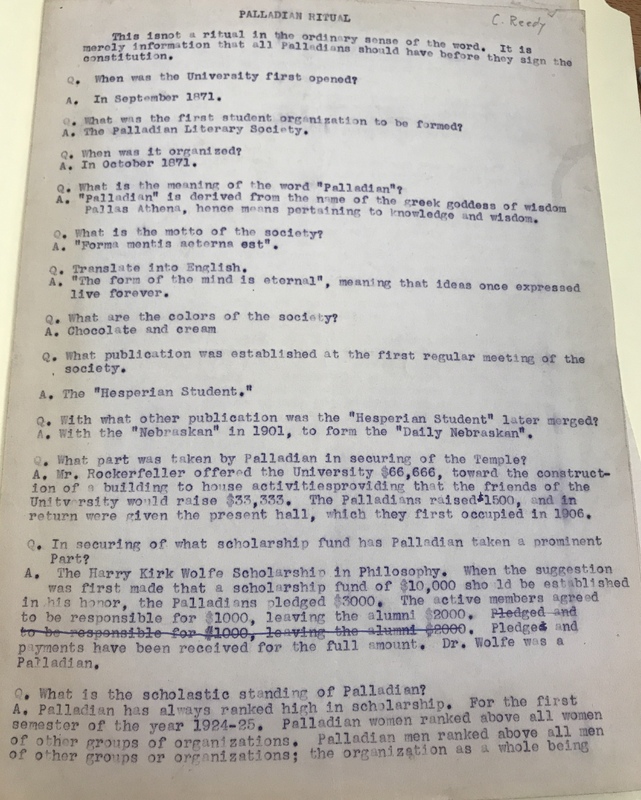 PALLADIAN RITUAL
C. Reedy
This isnot a ritual in the ordinary sense of the word. It is
merely information that all Palladians should have before they sign the
constitution.
Q. When was the University first opened?
A. In September 1871.
Q. What was the first student organization to be formed?
A. The Palladian Literary Society.
Q. When was it organized?
A. In October 1871.
Q. What is the meaning of the word "Palladian"?
A. "Palladian" is derived from the name of the greek goddess of wisdom
Pallas Athena, hence means pertaining to knowledge and wisdom.
Q. What is the motto of the society?
A. "Forma mentis aeterna est".
Q. Translate into English.
A. "The form of the mind is eternal", meaning that ideas once expressed
live forever.
Q. What are the colors of the society?
A. Chocolate and cream
Q. What publication was established at the first regular meeting of the
society.
A. The "Hesperian Student."
Q. With what other publication was the "Hesperian Student" later merged?
A. With the "Nebraskan" in 1901, to form the "Daily Nebraskan".
Q. What part was taken by Palladian in securing of the Temple?
A. Mr. Rockerfeller offered the University $66,666, toward the construct-
ion of a building to house activitiesproviding that the friends of the
Unitversity would raise $33,333. The Palladians raised$1500, and in
return were given the present hall, which they first occupied in 1906.
Q. In securing of what scholarship fund has Palladian taken a prominent
Part?
A. The Harry Kirk Wolfe Scholarship in Philosophy. When the suggestion
was first made that a scholarship fund of $10,000 should be established
in his honor, the Palladians pledged $3000. The active members agreed
to be responsible for $1000, leaving the alumni $2000. Pledged and
to be responsible for $1000, leaving the alumni $2000. Pledges and
payments have been received for the full amount. Dr. Wolfe was a
Palladian.
Q. What is the scholastic standing of Palladian?
A. Palladian has always ranked high in scholarship. For the first
semester of the year 1924-25. Palladian women ranked above all women
of other groups of organizations. Palladian men ranked above all men
of other groups or organizations; the organization as a whole being